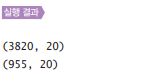 실행 결과
(3820, 20)
(955, 20)